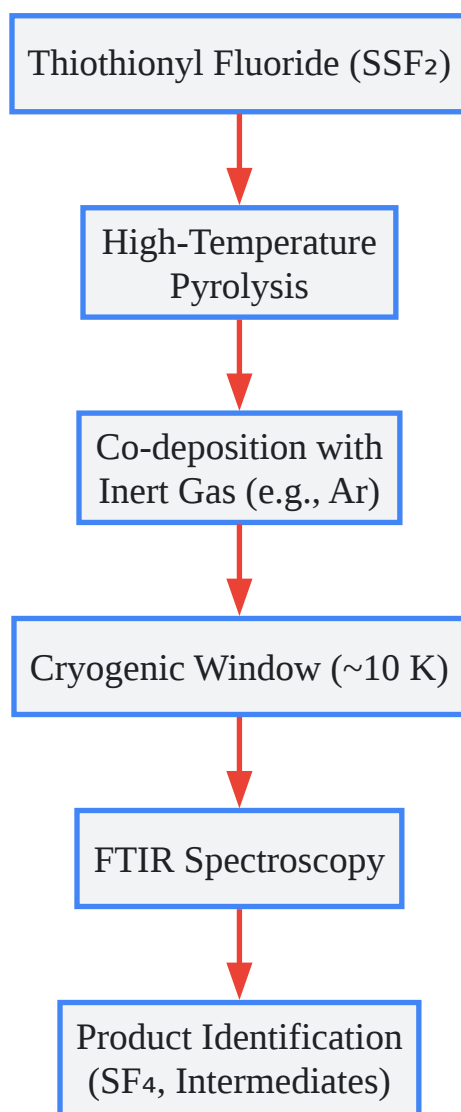 Thiothionyl Fluoride (SSF₂)
High-Temperature
Pyrolysis
Co-deposition with
Inert Gas (e.g., Ar)
Cryogenic Window (~10 K)
FTIR Spectroscopy
Product Identification
(SF₄, Intermediates)